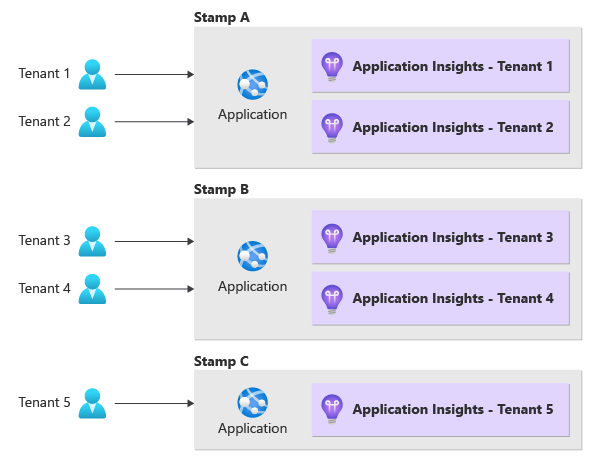 Stamp A
Tenant 1
Application Insights - Tenant 1
Application
Tenant 2
Application Insights - Tenant 2
Stamp B
Tenant 3
Application Insights - Tenant 3
Application
Tenant 4
Application Insights - Tenant 4
Stamp C
Tenant 5
Application Insights - Tenant 5
Application